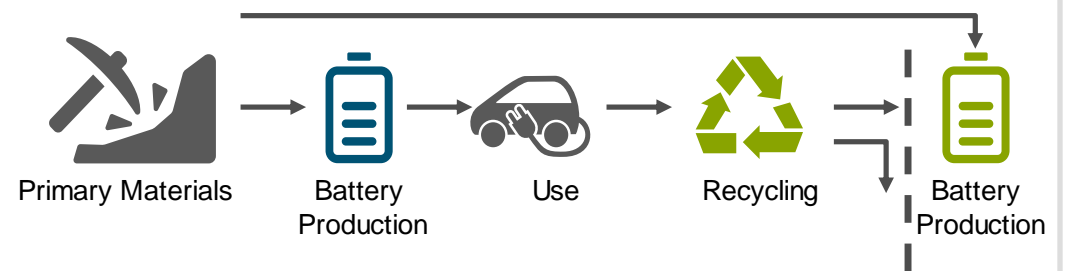 Primary Materials
Battery
Production
Use
Recycling
Battery
Production